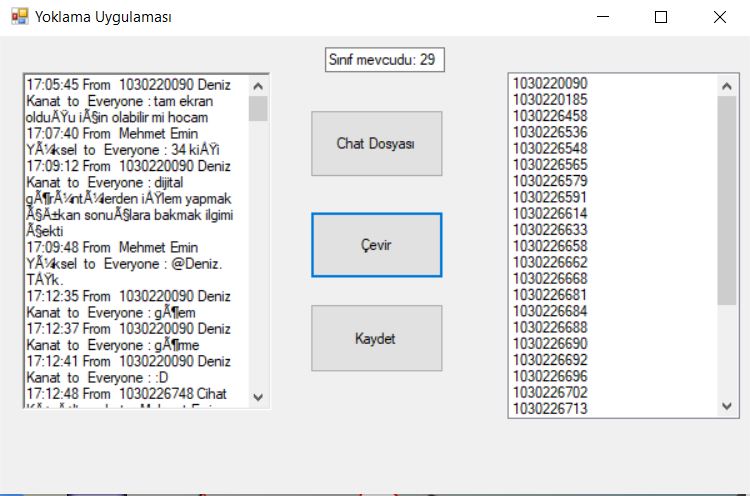 Yoklama Uygulaması
Sınıf mevcudu: 29
17:05:45 From  1030220090 Deniz
Kanat  to  Everyone : tam ekran
olduÄŸu iÃ§in olabilir mi hocam
17:07:40 From  Mehmet Emin
YÃ¼ksel  to  Everyone : 34 kiÅŸi
17:09:12 From  1030220090 Deniz
Kanat  to  Everyone : dijital
gÃ¶rÃ¼ntÃ¼lerden iÅŸlem yapmak
Ã§Ä±kan sonuÃ§lara bakmak ilgimi
Ã§ekti
17:09:48 From  Mehmet Emin
YÃ¼ksel  to  Everyone : @Deniz.
TÅŸk.
17:12:35 From  1030220090 Deniz
Kanat  to  Everyone : gÃ¶em
17:12:37 From  1030220090 Deniz
Kanat  to  Everyone : gÃ¶rme
17:12:41 From  1030220090 Deniz
Kanat  to  Everyone : :D
17:12:48 From  1030226748 Cihat
Chat Dosyası
Çevir
Kaydet
1030220090
1030220185
1030226458
1030226536
1030226548
1030226565
1030226579
1030226591
1030226614
1030226633
1030226658
1030226662
1030226668
1030226681
1030226684
1030226688
1030226690
1030226692
1030226696
1030226702
1030226713